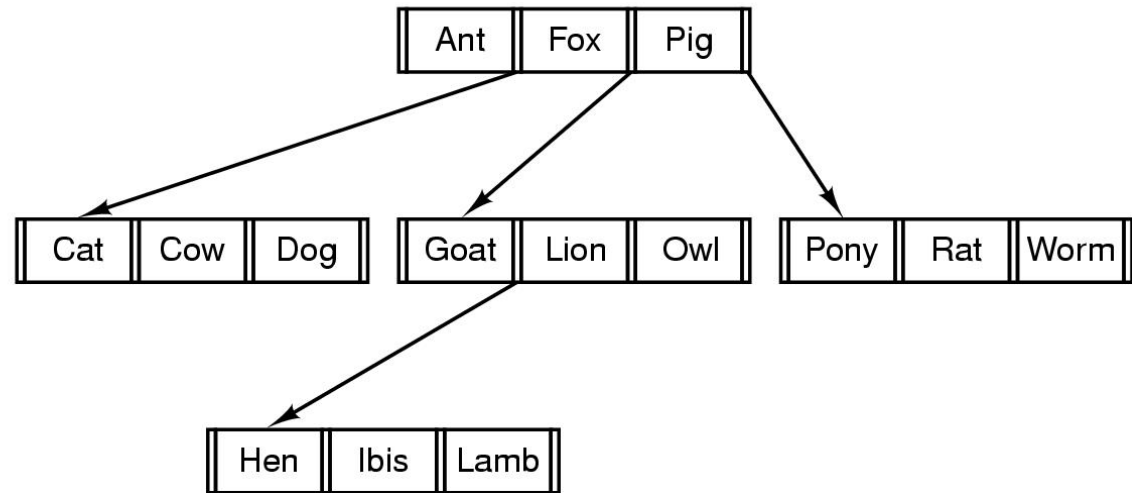 Ant Fox Pig
Cat Cow Dog Goat Lion Owl Pony Rat Worm
Hen Ibis Lamb